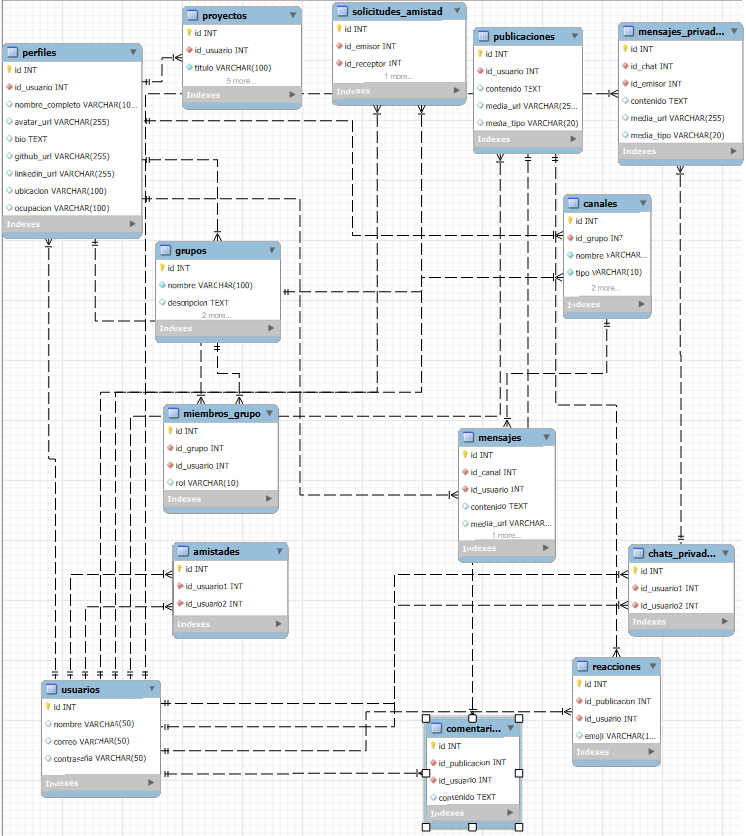 proyectos
id INT
id_usuario INT
titulo VARCHAR(100)
5 more...
Indexes
solicitudes_amistad
id INT
id_emisor INT
id_receptor INT
1 more...
Indexes
publicaciones
id INT
id_usuario INT
contenido TEXT
media_url VARCHAR(25...
media_tipo VARCHAR(20)
Indexes
mensajes_privad...
id INT
id_chat INT
id_emisor INT
contenido TEXT
media_url VARCHAR(255)
media_tipo VARCHAR(20)
Indexes
perfiles
id INT
id_usuario INT
nombre_completo VARCHAR(10...
avatar_url VARCHAR(255)
bio TEXT
github_url VARCHAR(255)
linkedin_url VARCHAR(255)
ubicacion VARCHAR(100)
ocupacion VARCHAR(100)
Indexes
canales
id INT
id_grupo INT
nombre VARCHAR...
tipo VARCHAR(10)
2 more...
Indexes
grupos
id INT
nombre VARCHAR(100)
descripcion TEXT
2 more...
Indexes
miembros_grupo
id INT
id_grupo INT
id_usuario INT
rol VARCHAR(10)
Indexes
mensajes
id INT
id_canal INT
id_usuario INT
contenido TEXT
media_url VARCHAR...
1 more...
Indexes
amistades
id INT
id_usuario1 INT
id_usuario2 INT
Indexes
chats_privad...
id INT
id_usuario1 INT
id_usuario2 INT
Indexes
reacciones
id INT
id_publicacion INT
id_usuario INT
emoji VARCHAR(1...
Indexes
usuarios
id INT
nombre VARCHAR(50)
correo VARCHAR(50)
contraseña VARCHAR(50)
Indexes
comentari...
id INT
id_publicacion INT
id_usuario INT
contenido TEXT
Indexes